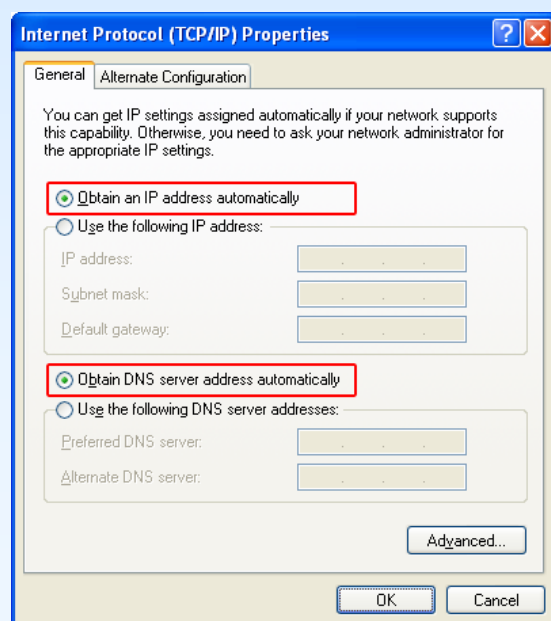 Internet Protocol (TCP/IP) Properties
General
Alternate Configuration
You can get IP settings assigned automatically if your network supports
this capability. Otherwise, you need to ask your network administrator for
the appropriate IP settings.
Obtain an IP address automatically
Use the following IP address:
IP address:
Subnet mask:
Default gateway:
Obtain DNS server address automatically
Use the following DNS server addresses:
Preferred DNS server:
Alternate DNS server:
Advanced...
OK
Cancel